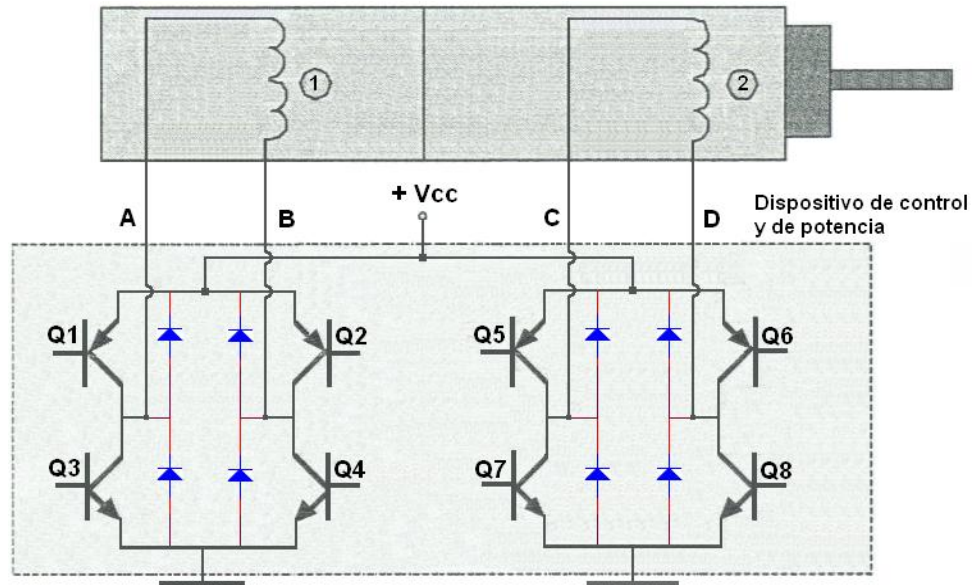 1
2
+ Vcc
A
B
C
D
Dispositivo de control
y de potencia
Q1
Q2
Q5
Q6
Q3
Q4
Q7
Q8